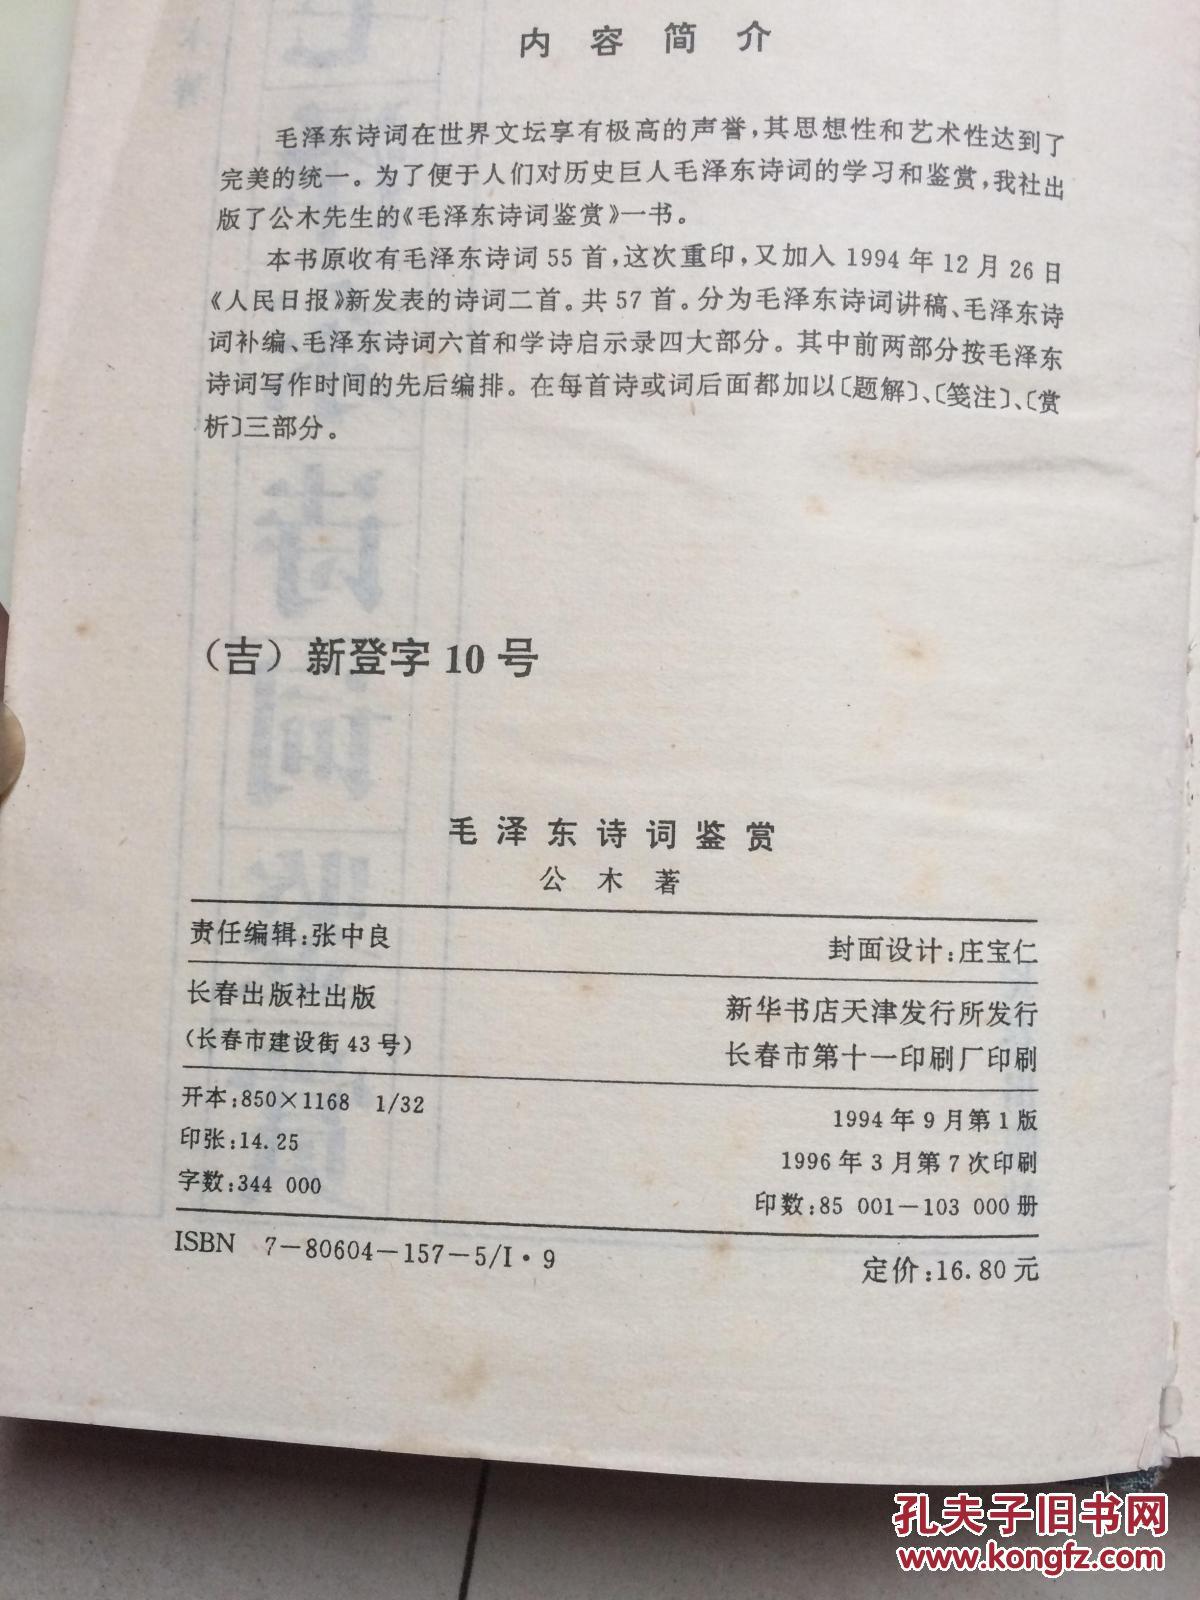 内容简介
毛泽东诗词在世界文坛享有极高的声誉，其思想性和艺术性达到了
完美的统一。为了便于人们对历史巨人毛泽东诗词的学习和鉴赏，我社出
版了公木先生的《毛泽东诗词鉴赏》一书。
本书原收有毛泽东诗词55首，这次重印，又加入1994年12月26日
《人民日报》新发表的诗词二首。共57首。分为毛泽东诗词讲稿、毛泽东诗
词补编、毛泽东诗词六首和学诗启示录四大部分。其中前两部分按毛泽东
诗词写作时间的先后编排。在每首诗或词后面都加以〔题解〕、〔笺注〕、〔赏
析〕三部分。
（吉）新登字10号
毛泽东诗词鉴赏
公木 著
责任编辑：张中良 封面设计：庄宝仁
长春出版社出版 新华书店天津发行所发行
（长春市建设街43号） 长春市第十一印刷厂印刷
开本：850×1168 1/32 1994年9月第1版
印张：14.25 1996年3月第7次印刷
字数：344 000 印数：85 001—103 000册
ISBN 7-80604-157-5/I·9 定价：16.80元
孔夫子旧书网
www.kongfz.com